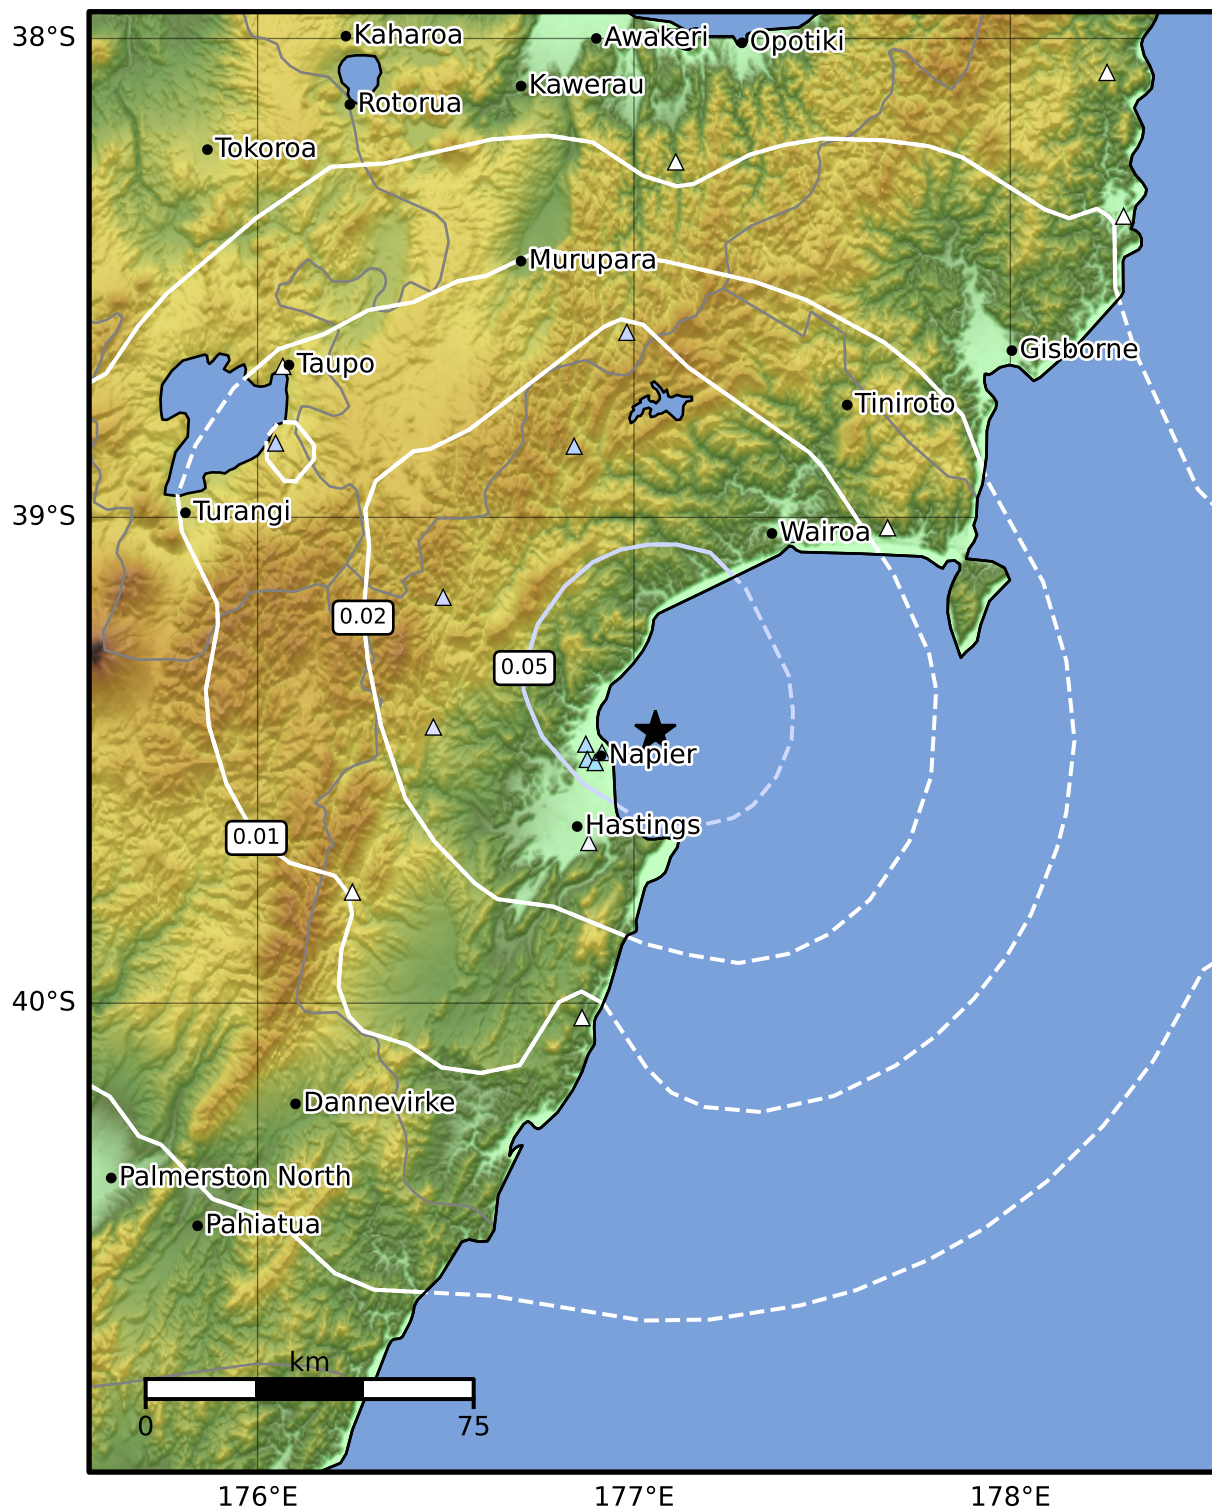 38°S
Kaharoa
Awakeri
Opotiki
Kawerau
Rotorua
Tokoroa
Murupara
Gisborne
Taupo
Tiniroto
39°S
Turangi
Wairoa
0.02
0.05
Napier
Hastings
0.01
40°S
Dannevirke
Palmerston North
Pahiatua
km
0
75
176°E
177°E
178°E